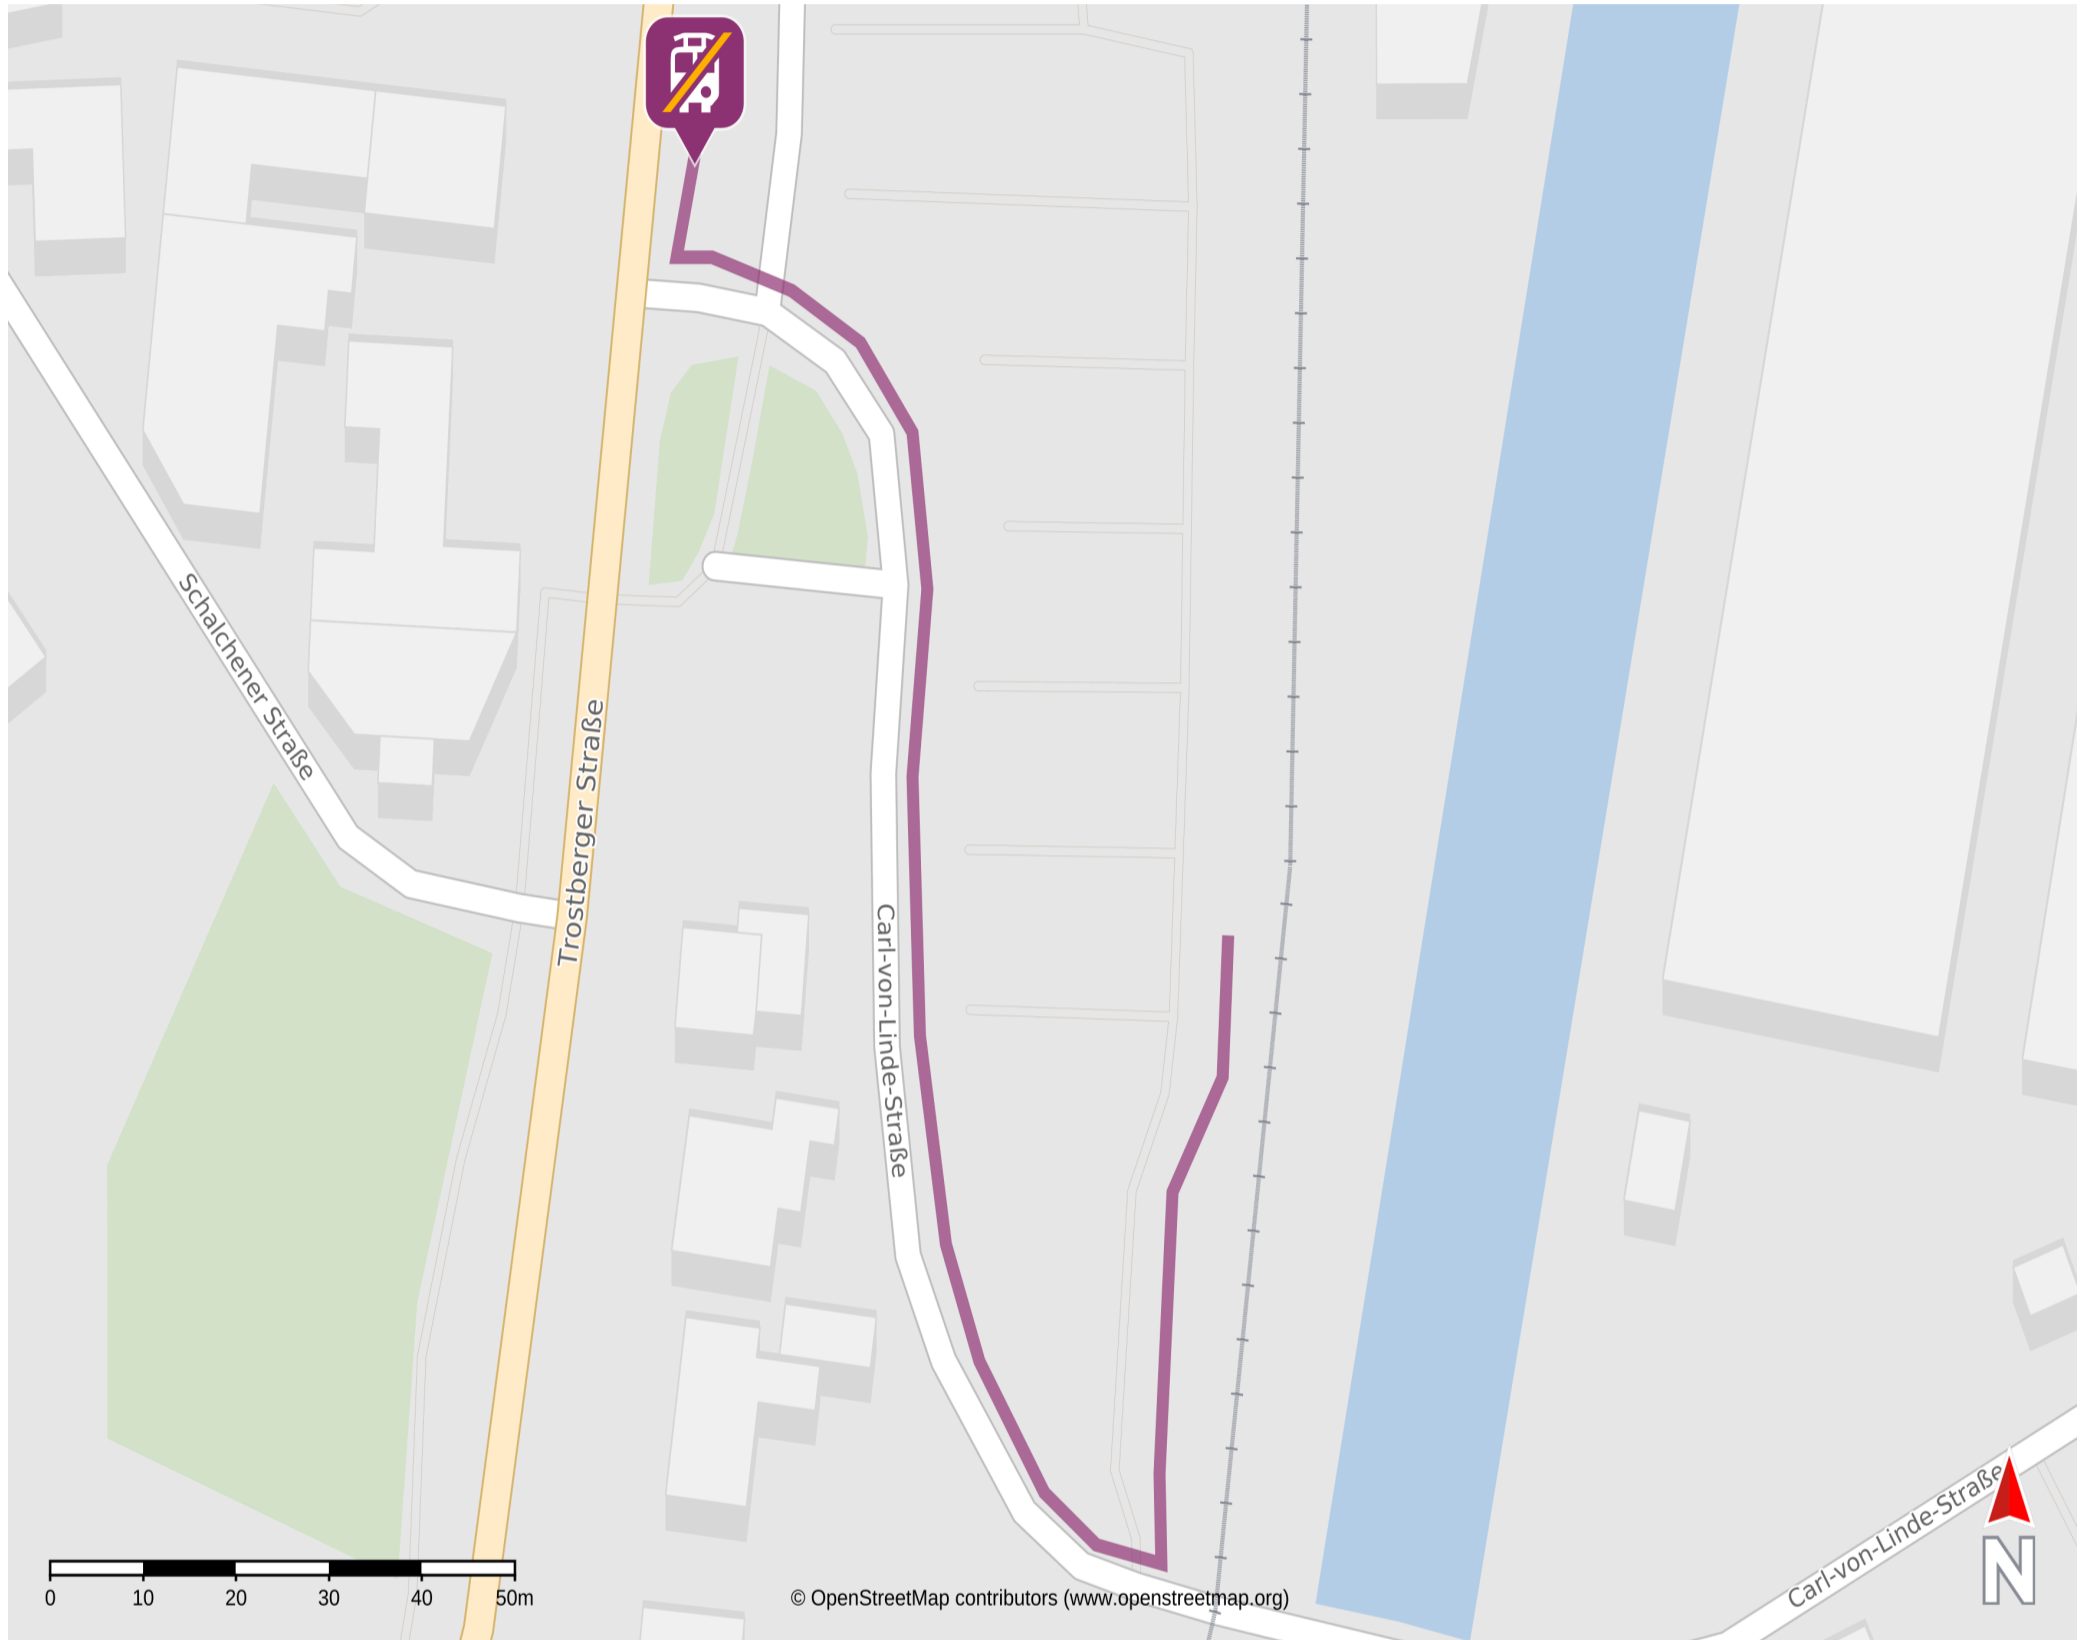 Schalchener Straße
Trostberger Straße
Carl-von-Linde-Straße
Carl-von-Linde-Straße
N
0 10 20 30 40 50m
© OpenStreetMap contributors (www.openstreetmap.org)